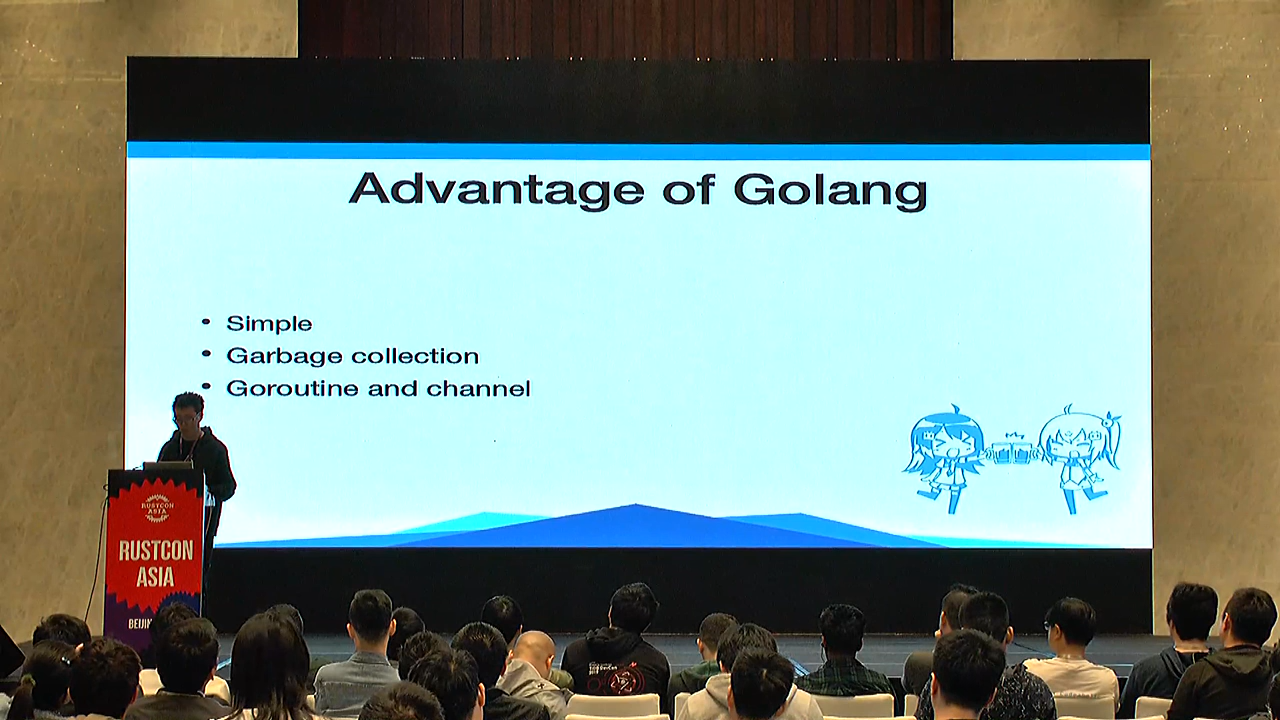 Advantage of Golang
• Simple
• Garbage collection
• Goroutine and channel
RUSTCON
ASIA
RUSTCON
ASIA